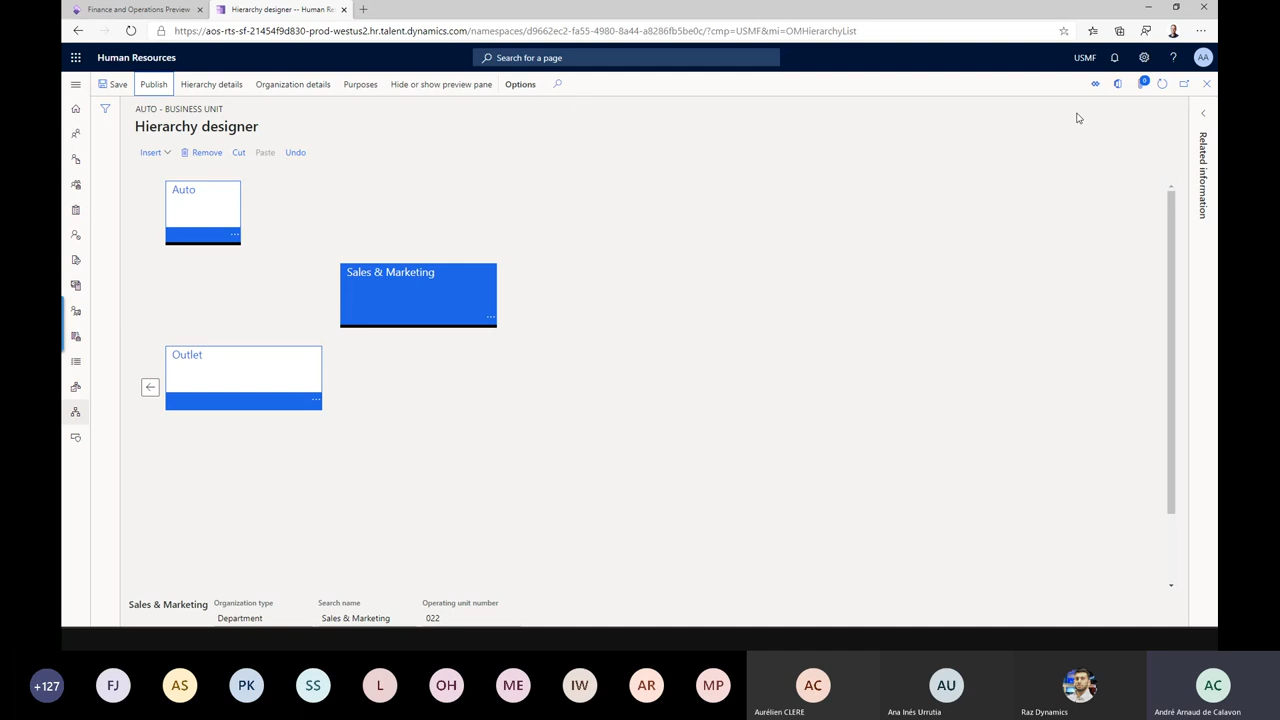 Finance and Operations Preview
Hierarchy designer -- Human Re
https://aos-rts-sf-21454f9d830-prod-westus2.hr.talent.dynamics.com/namespaces/d9662ec2-fa55-4980-8a44-a8286fb5be0c/?cmp=USMF&mi=OMHierarchyList
Human Resources
Search for a page
USMF
AA
Save
Publish
Hierarchy details
Organization details
Purposes
Hide or show preview pane
Options
0
AUTO - BUSINESS UNIT
Hierarchy designer
Insert
Remove
Cut
Paste
Undo
Related information
Auto
Sales & Marketing
Outlet
Sales & Marketing
Organization type
Search name
Operating unit number
Department
Sales & Marketing
022
+127
FJ
AS
PK
SS
L
OH
ME
IW
AR
MP
AC
AU
AC
Aurélien CLERE
Ana Inés Urrutia
Raz Dynamics
André Arnaud de Calavon